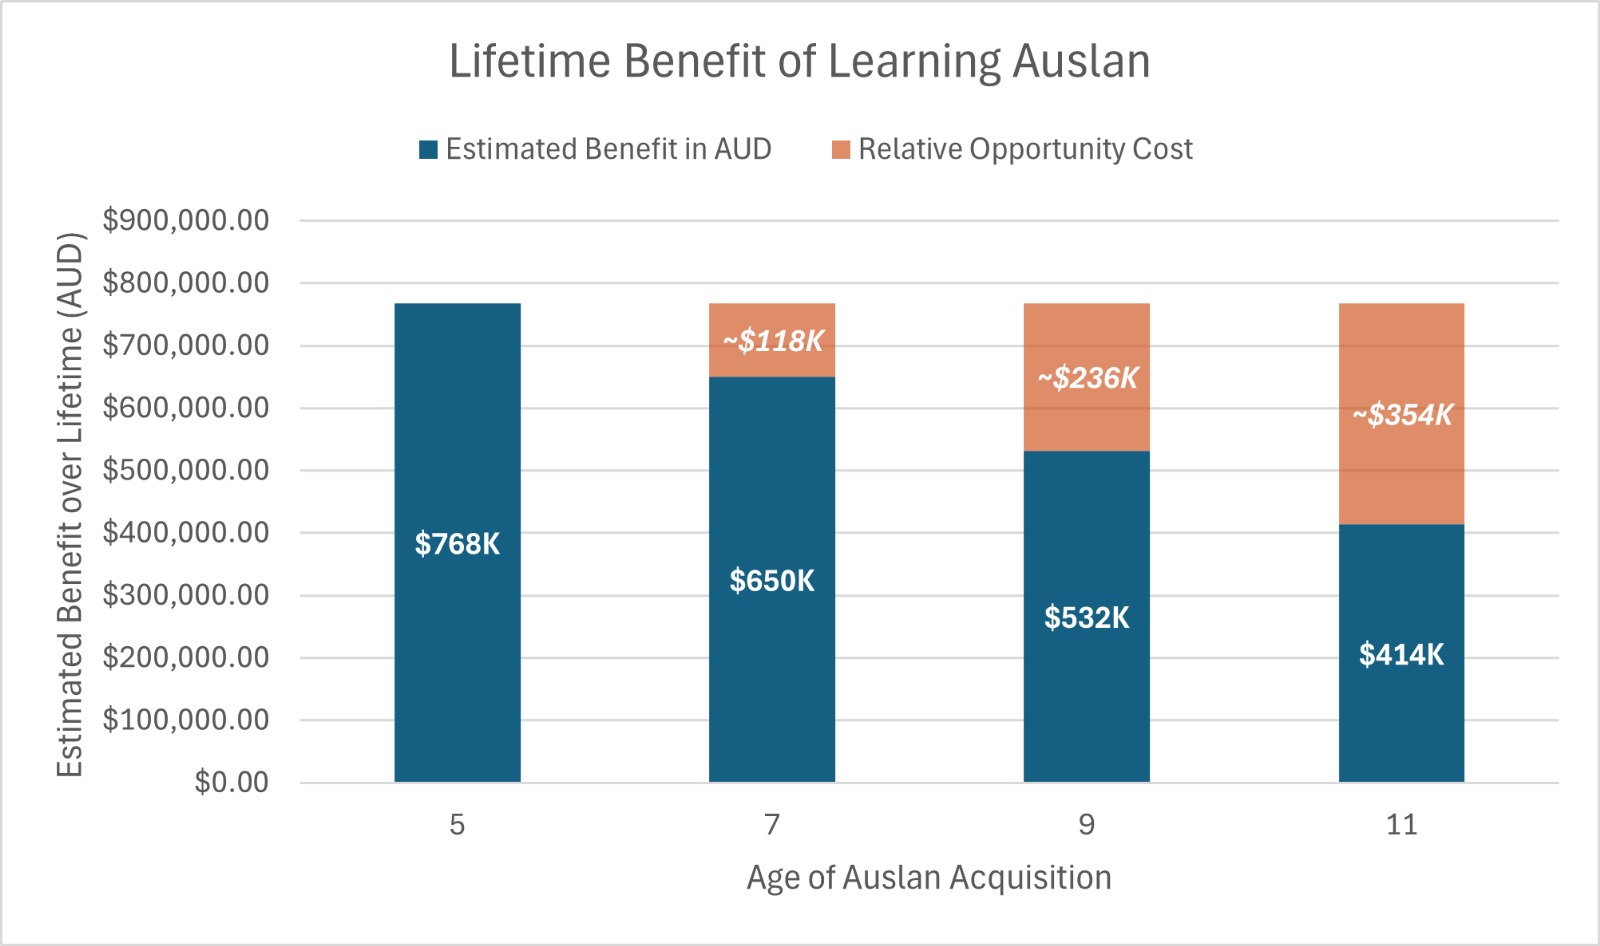 Lifetime Benefit of Learning Auslan
Estimated Benefit in AUD
Relative Opportunity Cost
Estimated Benefit over Lifetime (AUD)
$900,000.00
$800,000.00
$700,000.00
$600,000.00
$500,000.00
$400,000.00
$300,000.00
$200,000.00
$100,000.00
$0.00
$768K
~$118K
$650K
~$236K
$532K
~$354K
$414K
5
7
9
11
Age of Auslan Acquisition